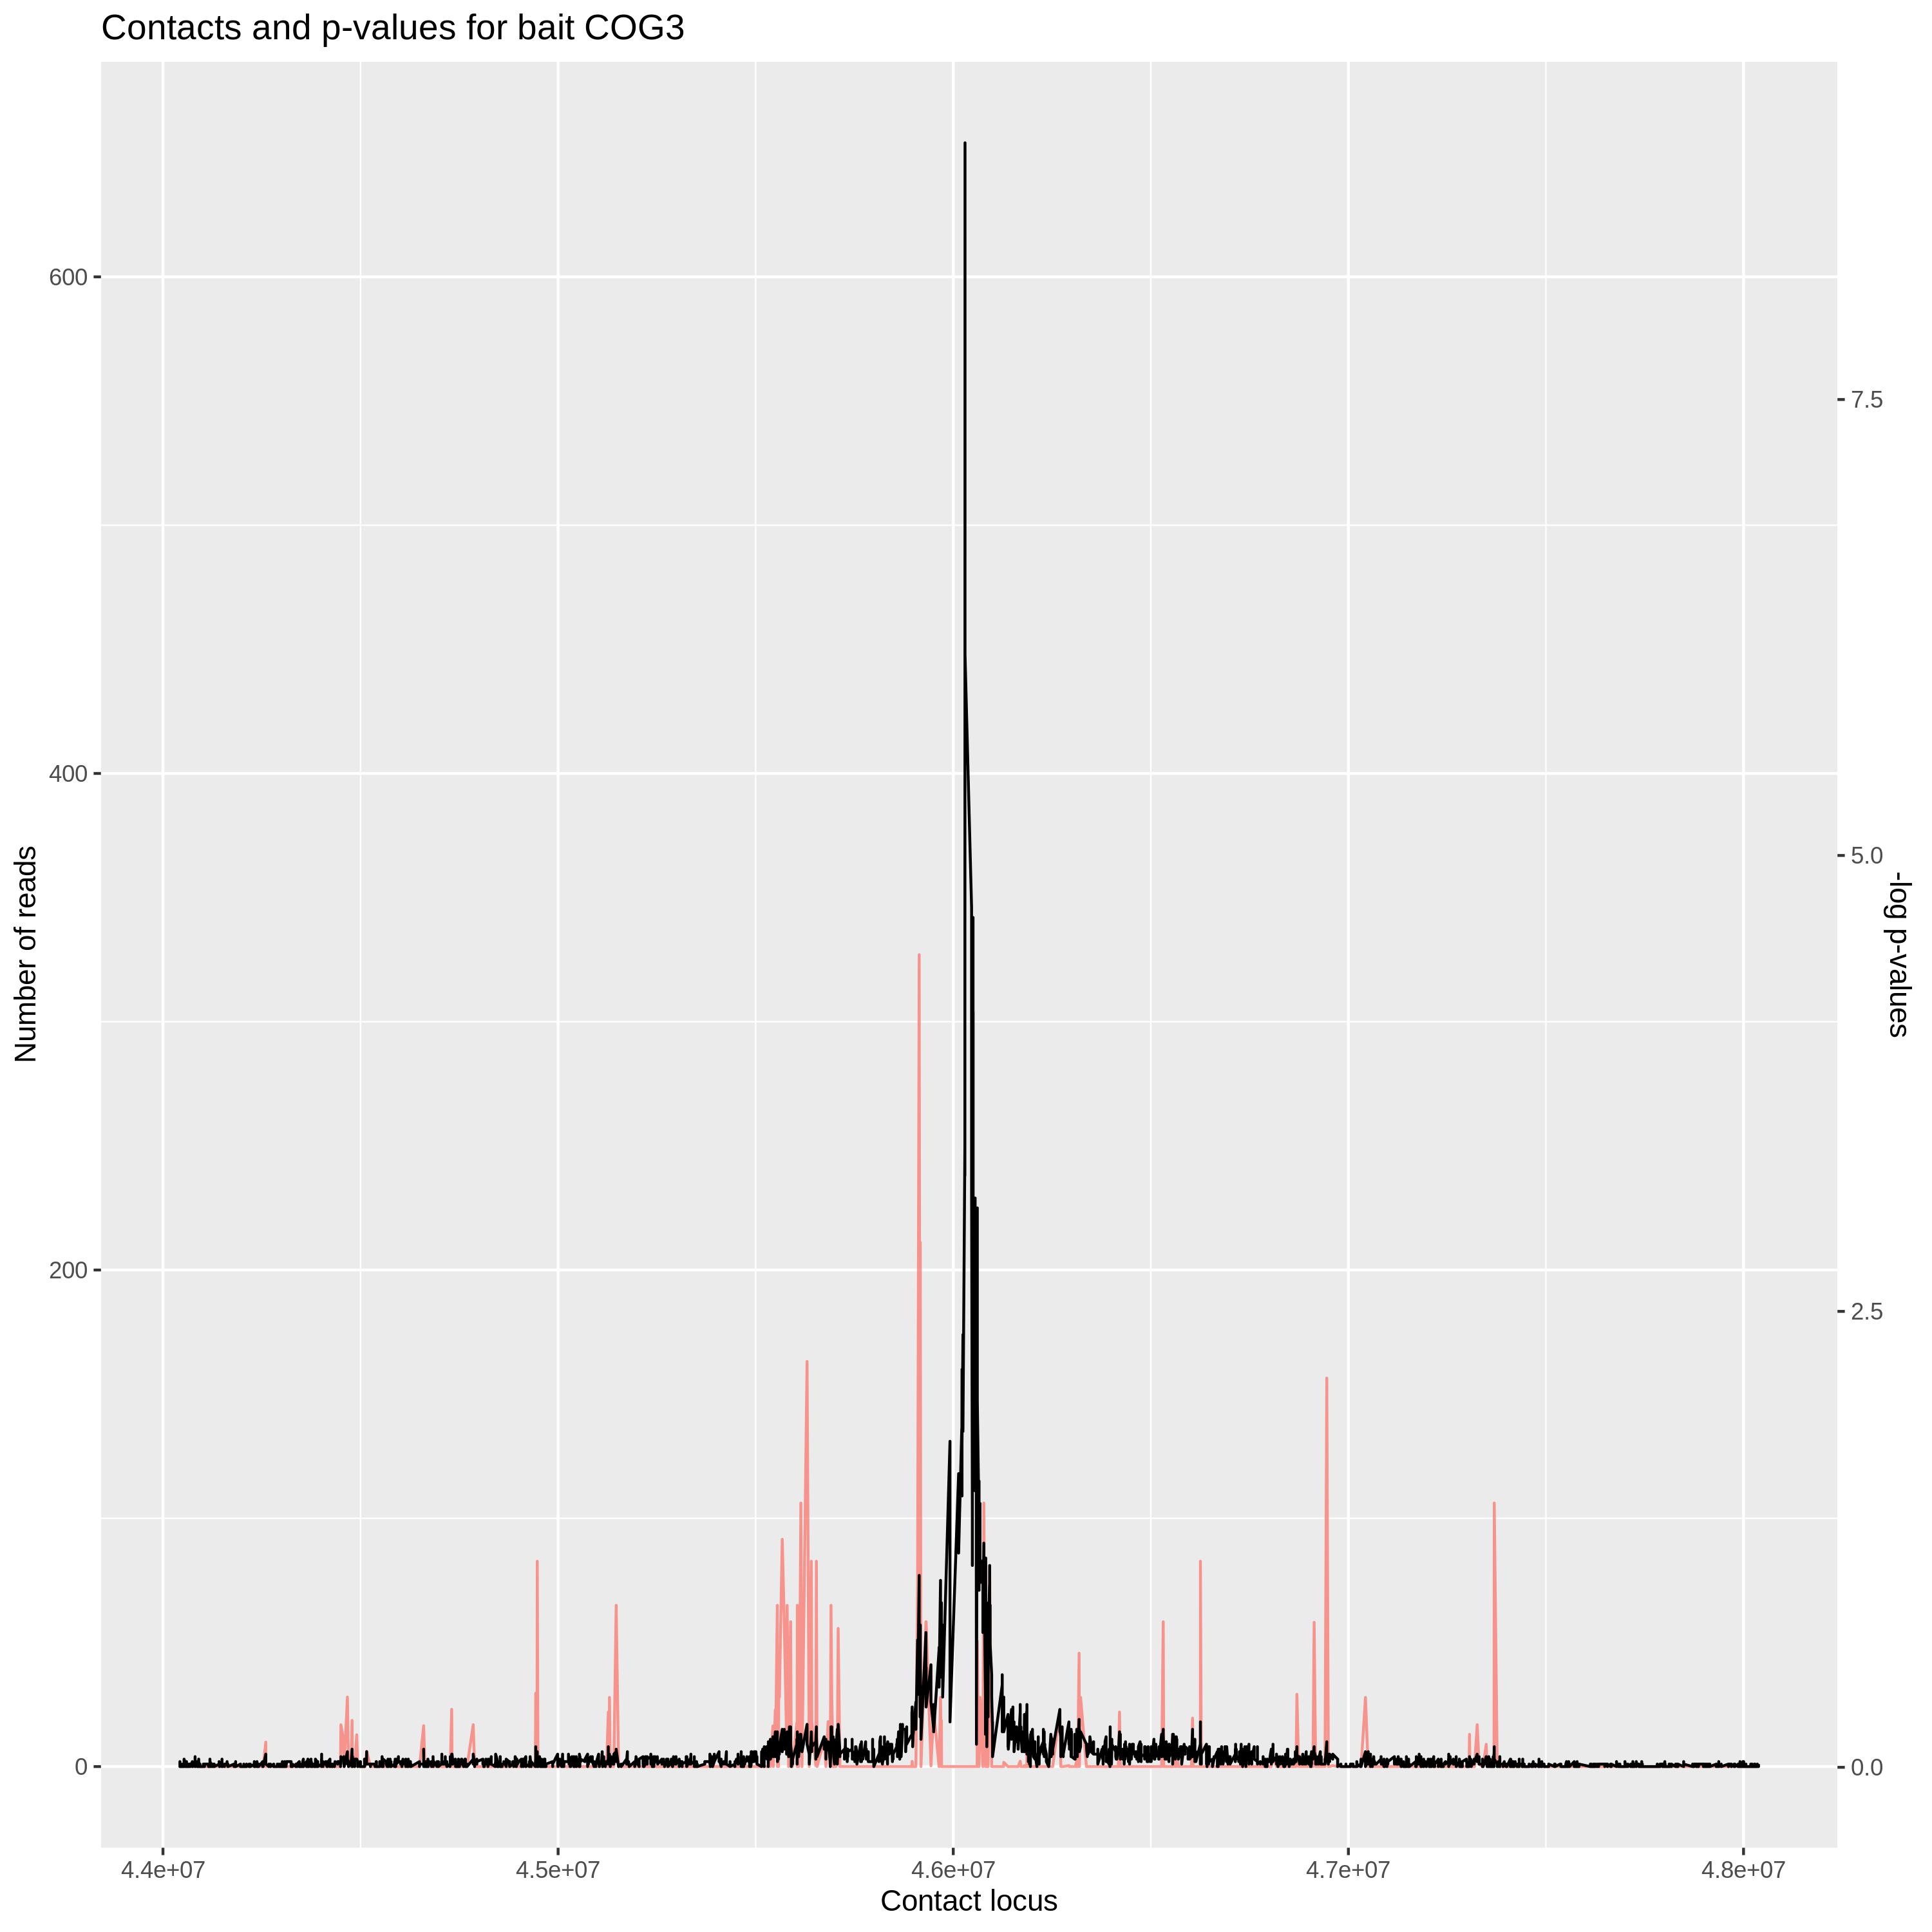 Contacts and p-values for bait COG3
600
400
200
0
7.5
5.0
2.5
0.0
Number of reads
-log p-values
4.4e+07
4.5e+07
4.6e+07
4.7e+07
4.8e+07
Contact locus